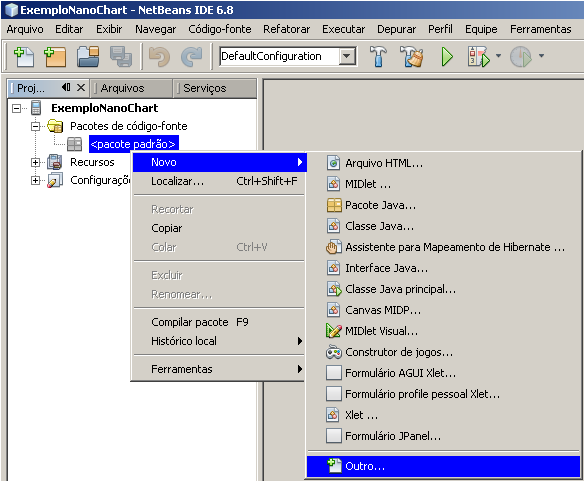 ExemploNanoChart - NetBeans IDE 6.8
Arquivo Editar Exibir Navegar Código-fonte Refatorar Executar Depurar Perfil Equipe Ferramentas
DefaultConfiguration
Proj... Arquivos Serviços
ExemploNanoChart
Pacotes de código-fonte
<pacote padrão>
Recursos
Configuraçõ
Novo
Localizar... Ctrl+Shift+F
Recortar
Copiar
Colar Ctrl+V
Excluir
Renomear...
Compilar pacote F9
Histórico local
Ferramentas
Arquivo HTML...
MIDlet ...
Pacote Java...
Classe Java...
Assistente para Mapeamento de Hibernate ...
Interface Java...
Classe Java principal...
Canvas MIDP...
MIDlet Visual...
Construtor de jogos...
Formulário AGUI Xlet...
Formulário profile pessoal Xlet...
Xlet ...
Formulário JPanel...
Outro...